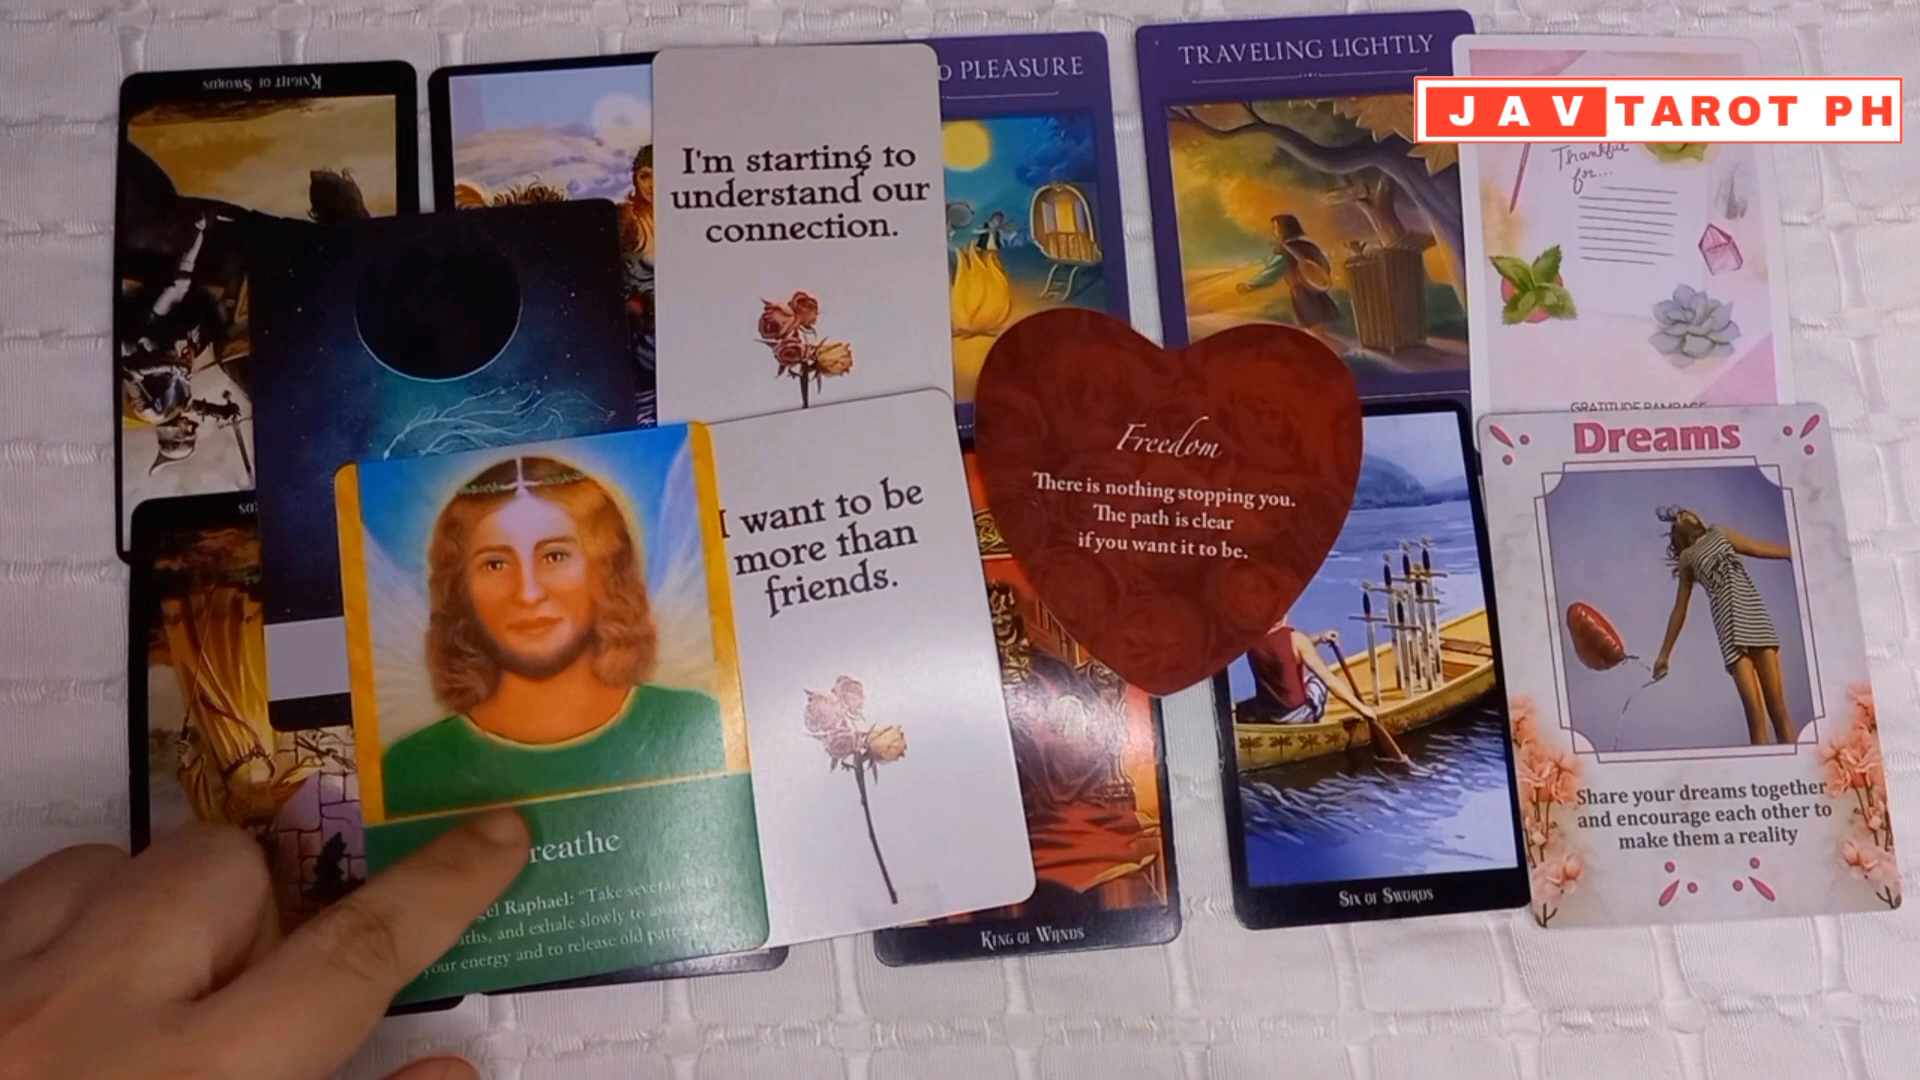 KNIGHT OF SWORDS
I'm starting to
understand our
connection.
PLEASURE
TRAVELING LIGHTLY
JAV TAROT PH
Thankful
for...
GRATITUDE RAMPAGE
Freedom
There is nothing stopping you.
The path is clear
if you want it to be.
Dreams
Share your dreams together
and encourage each other to
make them a reality
I want to be
more than
friends.
reathe
gel Raphael: "Take several
ths, and exhale slowly to
your energy and to release old
KING OF WANDS
SIX OF SWORDS